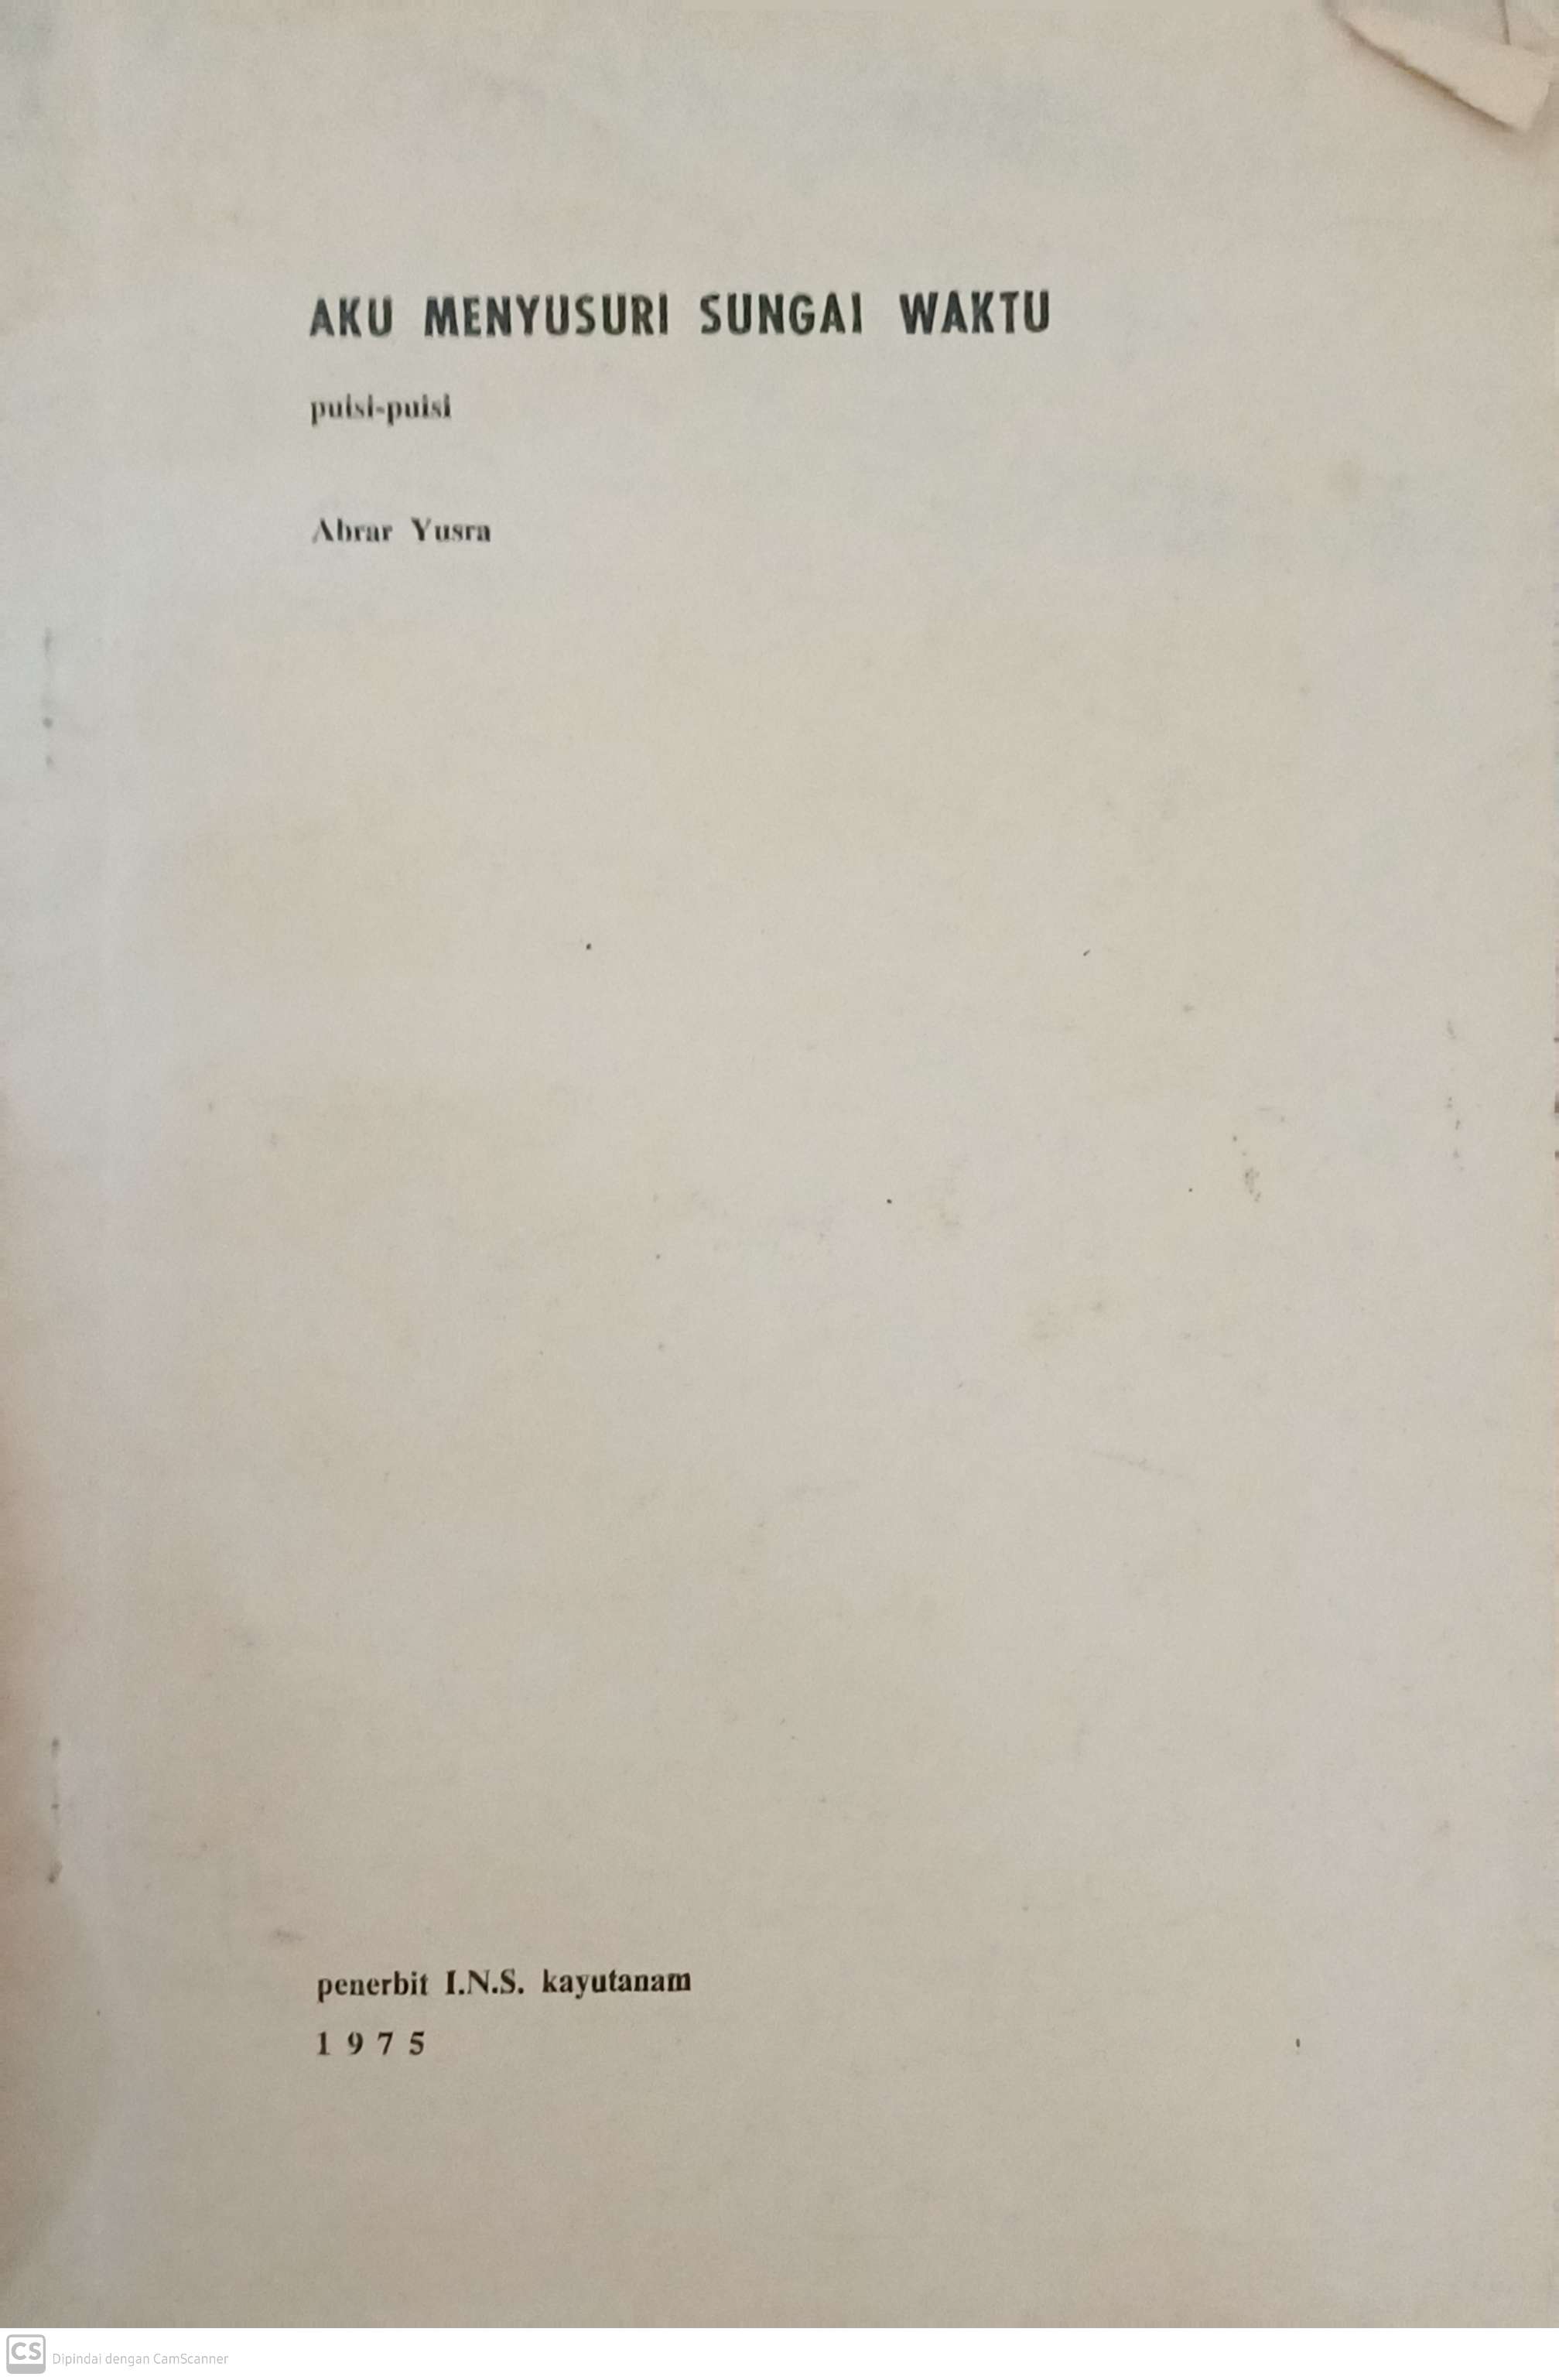 AKU MENYUSURI SUNGAI WAKTU
puisi-puisi
Abrar Yusra
penerbit I.N.S. kayutanam
1975
CS Dipindai dengan CamScanner